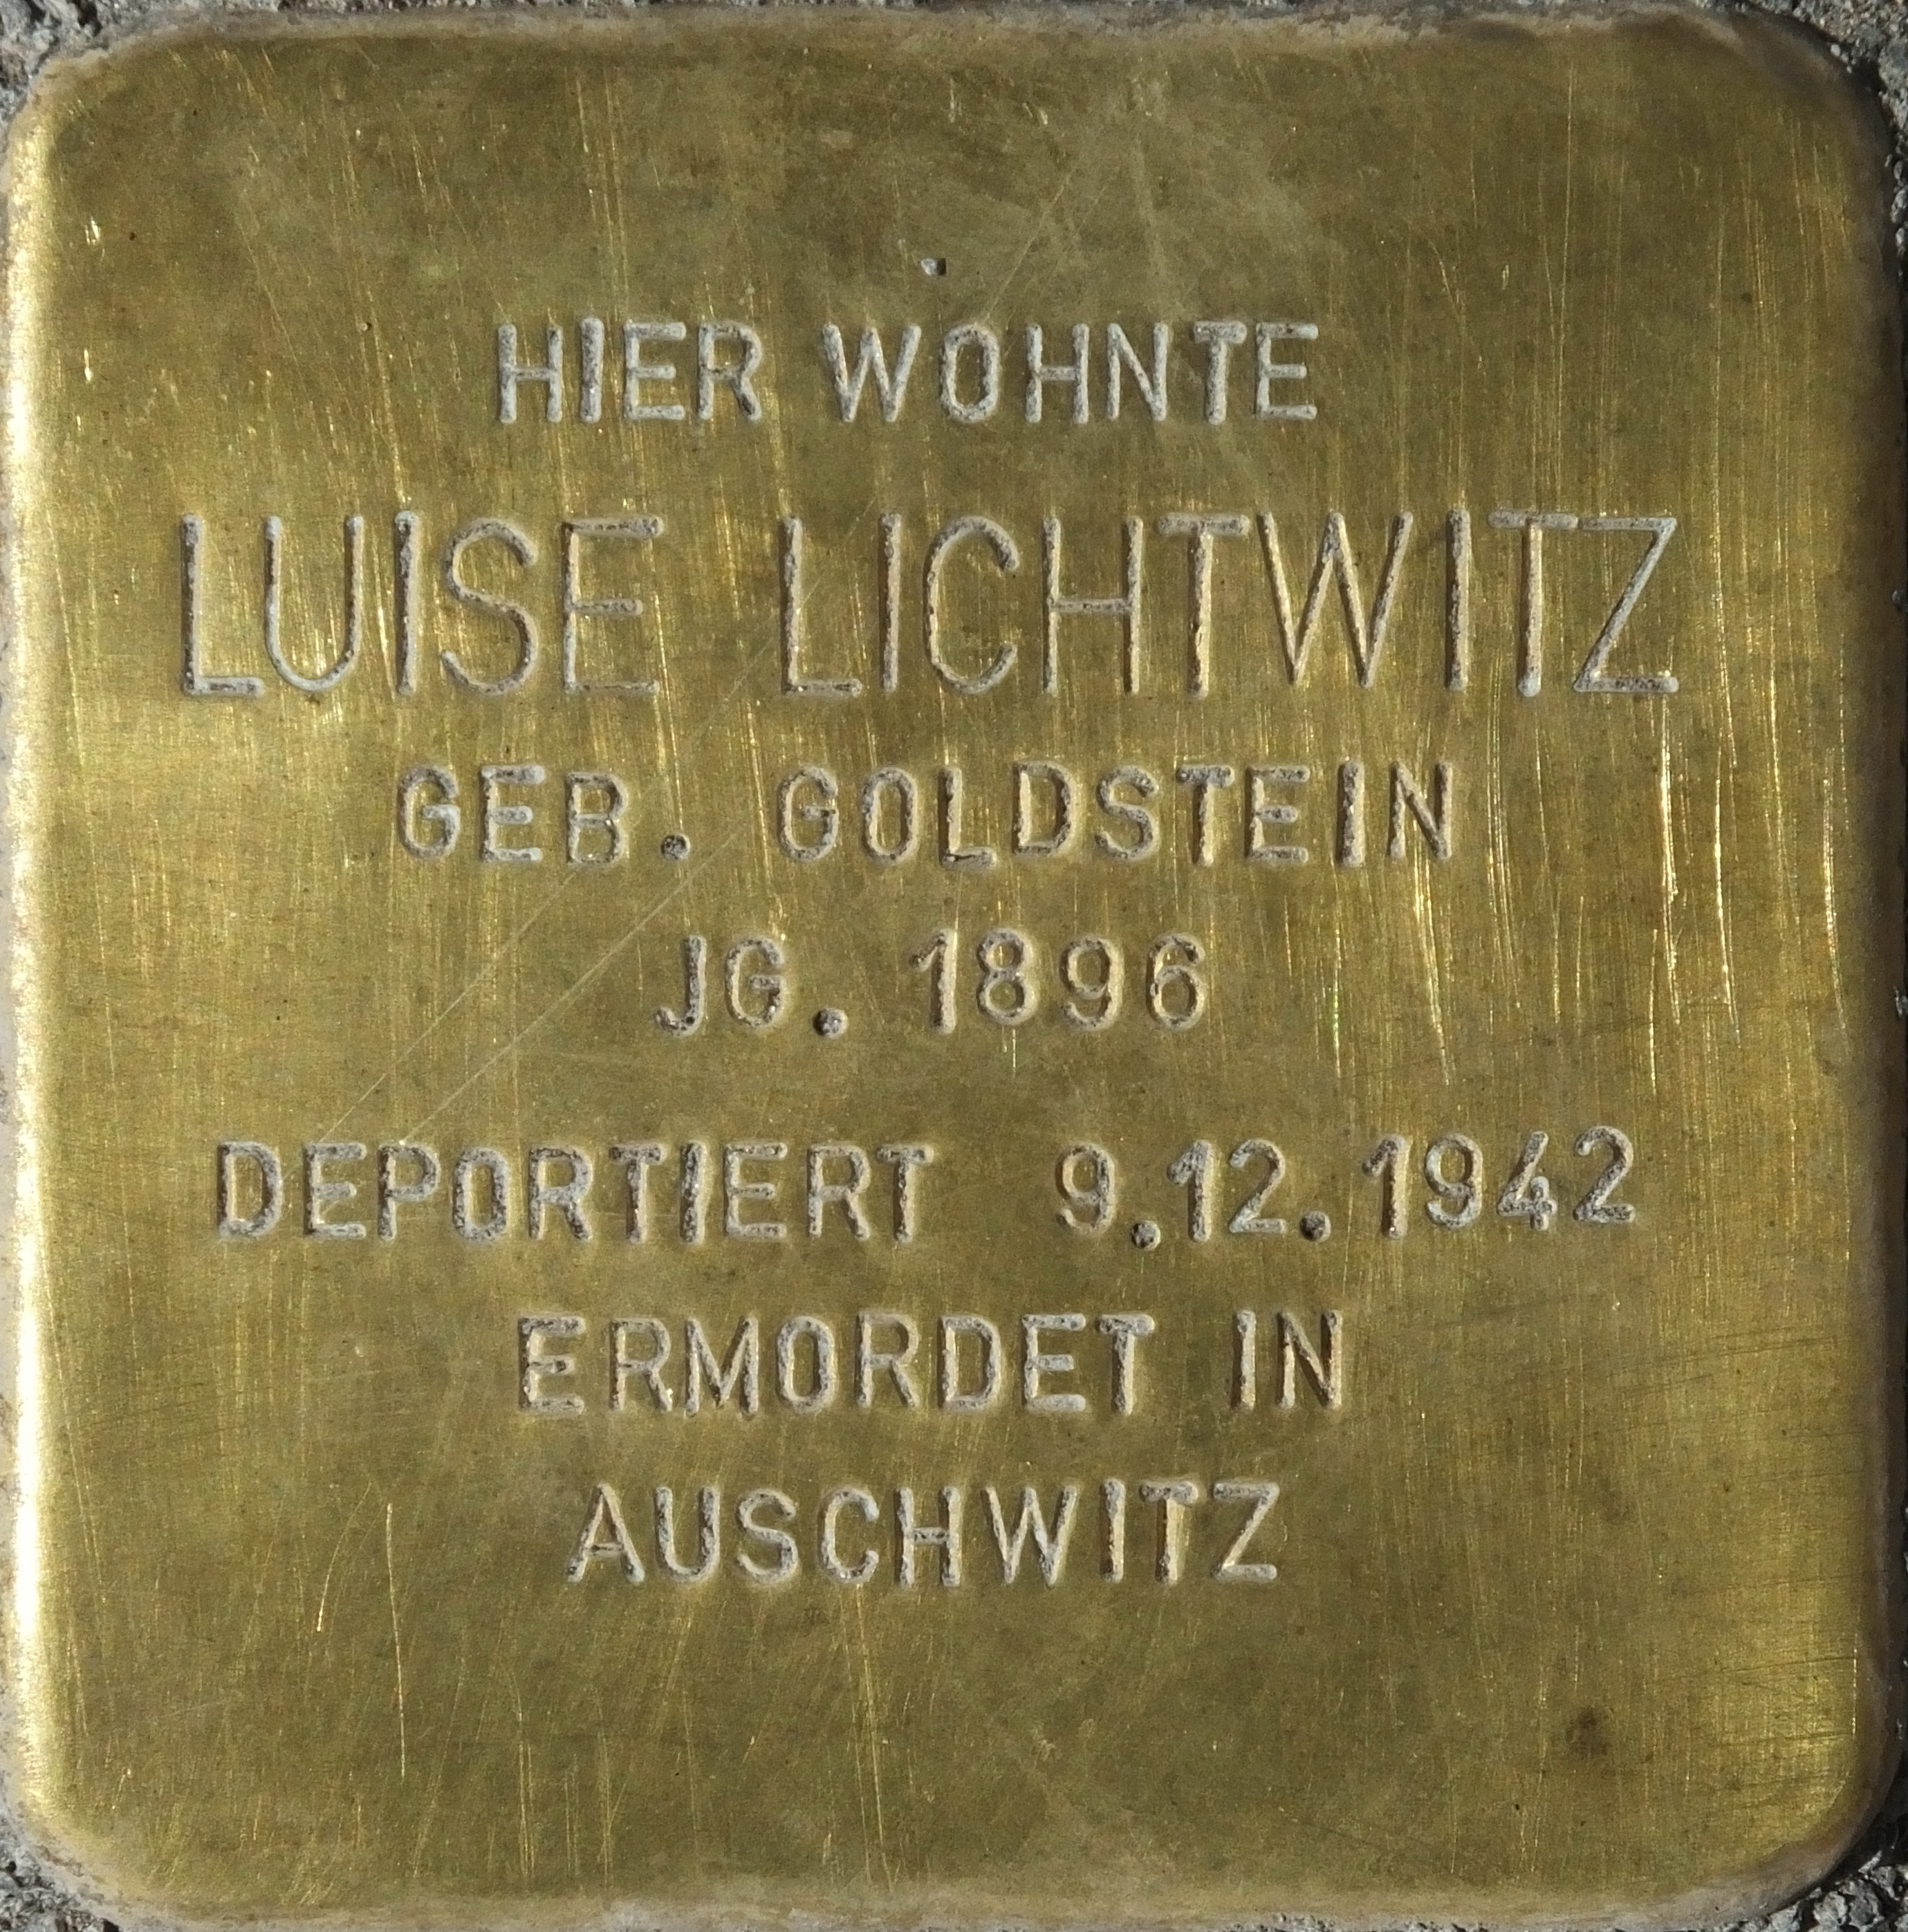 HIER WOHNTE
LUISE LICHTWITZ
GEB. GOLDSTEIN
JG. 1896
DEPORTIERT 9.12.1942
ERMORDET IN
AUSCHWITZ